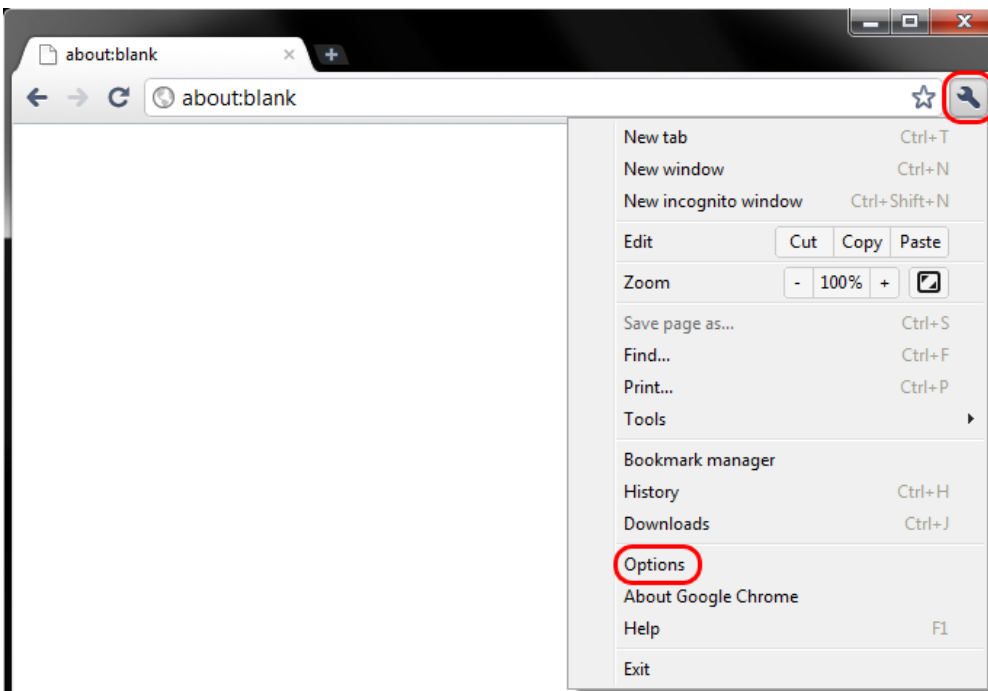 about:blank
about:blank
New tab Ctrl+T
New window Ctrl+N
New incognito window Ctrl+Shift+N
Edit Cut Copy Paste
Zoom - 100% +
Save page as... Ctrl+S
Find... Ctrl+F
Print... Ctrl+P
Tools
Bookmark manager
History Ctrl+H
Downloads Ctrl+J
Options
About Google Chrome
Help F1
Exit